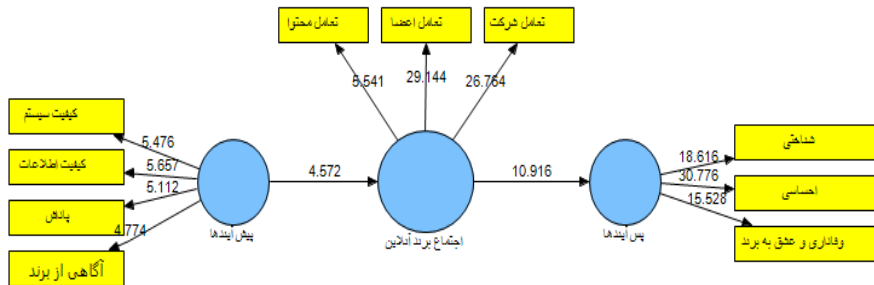 تعامل محتوا
تعامل اعضا
تعامل شرکت
5.541
29.144
26.764
کیفیت سیستم
5.476
کیفیت اطلاعات
5.657
پاداش
5.112
آگاهی از برند
4.774
پیش آیندها
4.572
اجتماع برند آنلاین
10.916
پس آیندها
شناختی
18.616
احساسی
30.776
وفاداری و عشق به برند
15.528